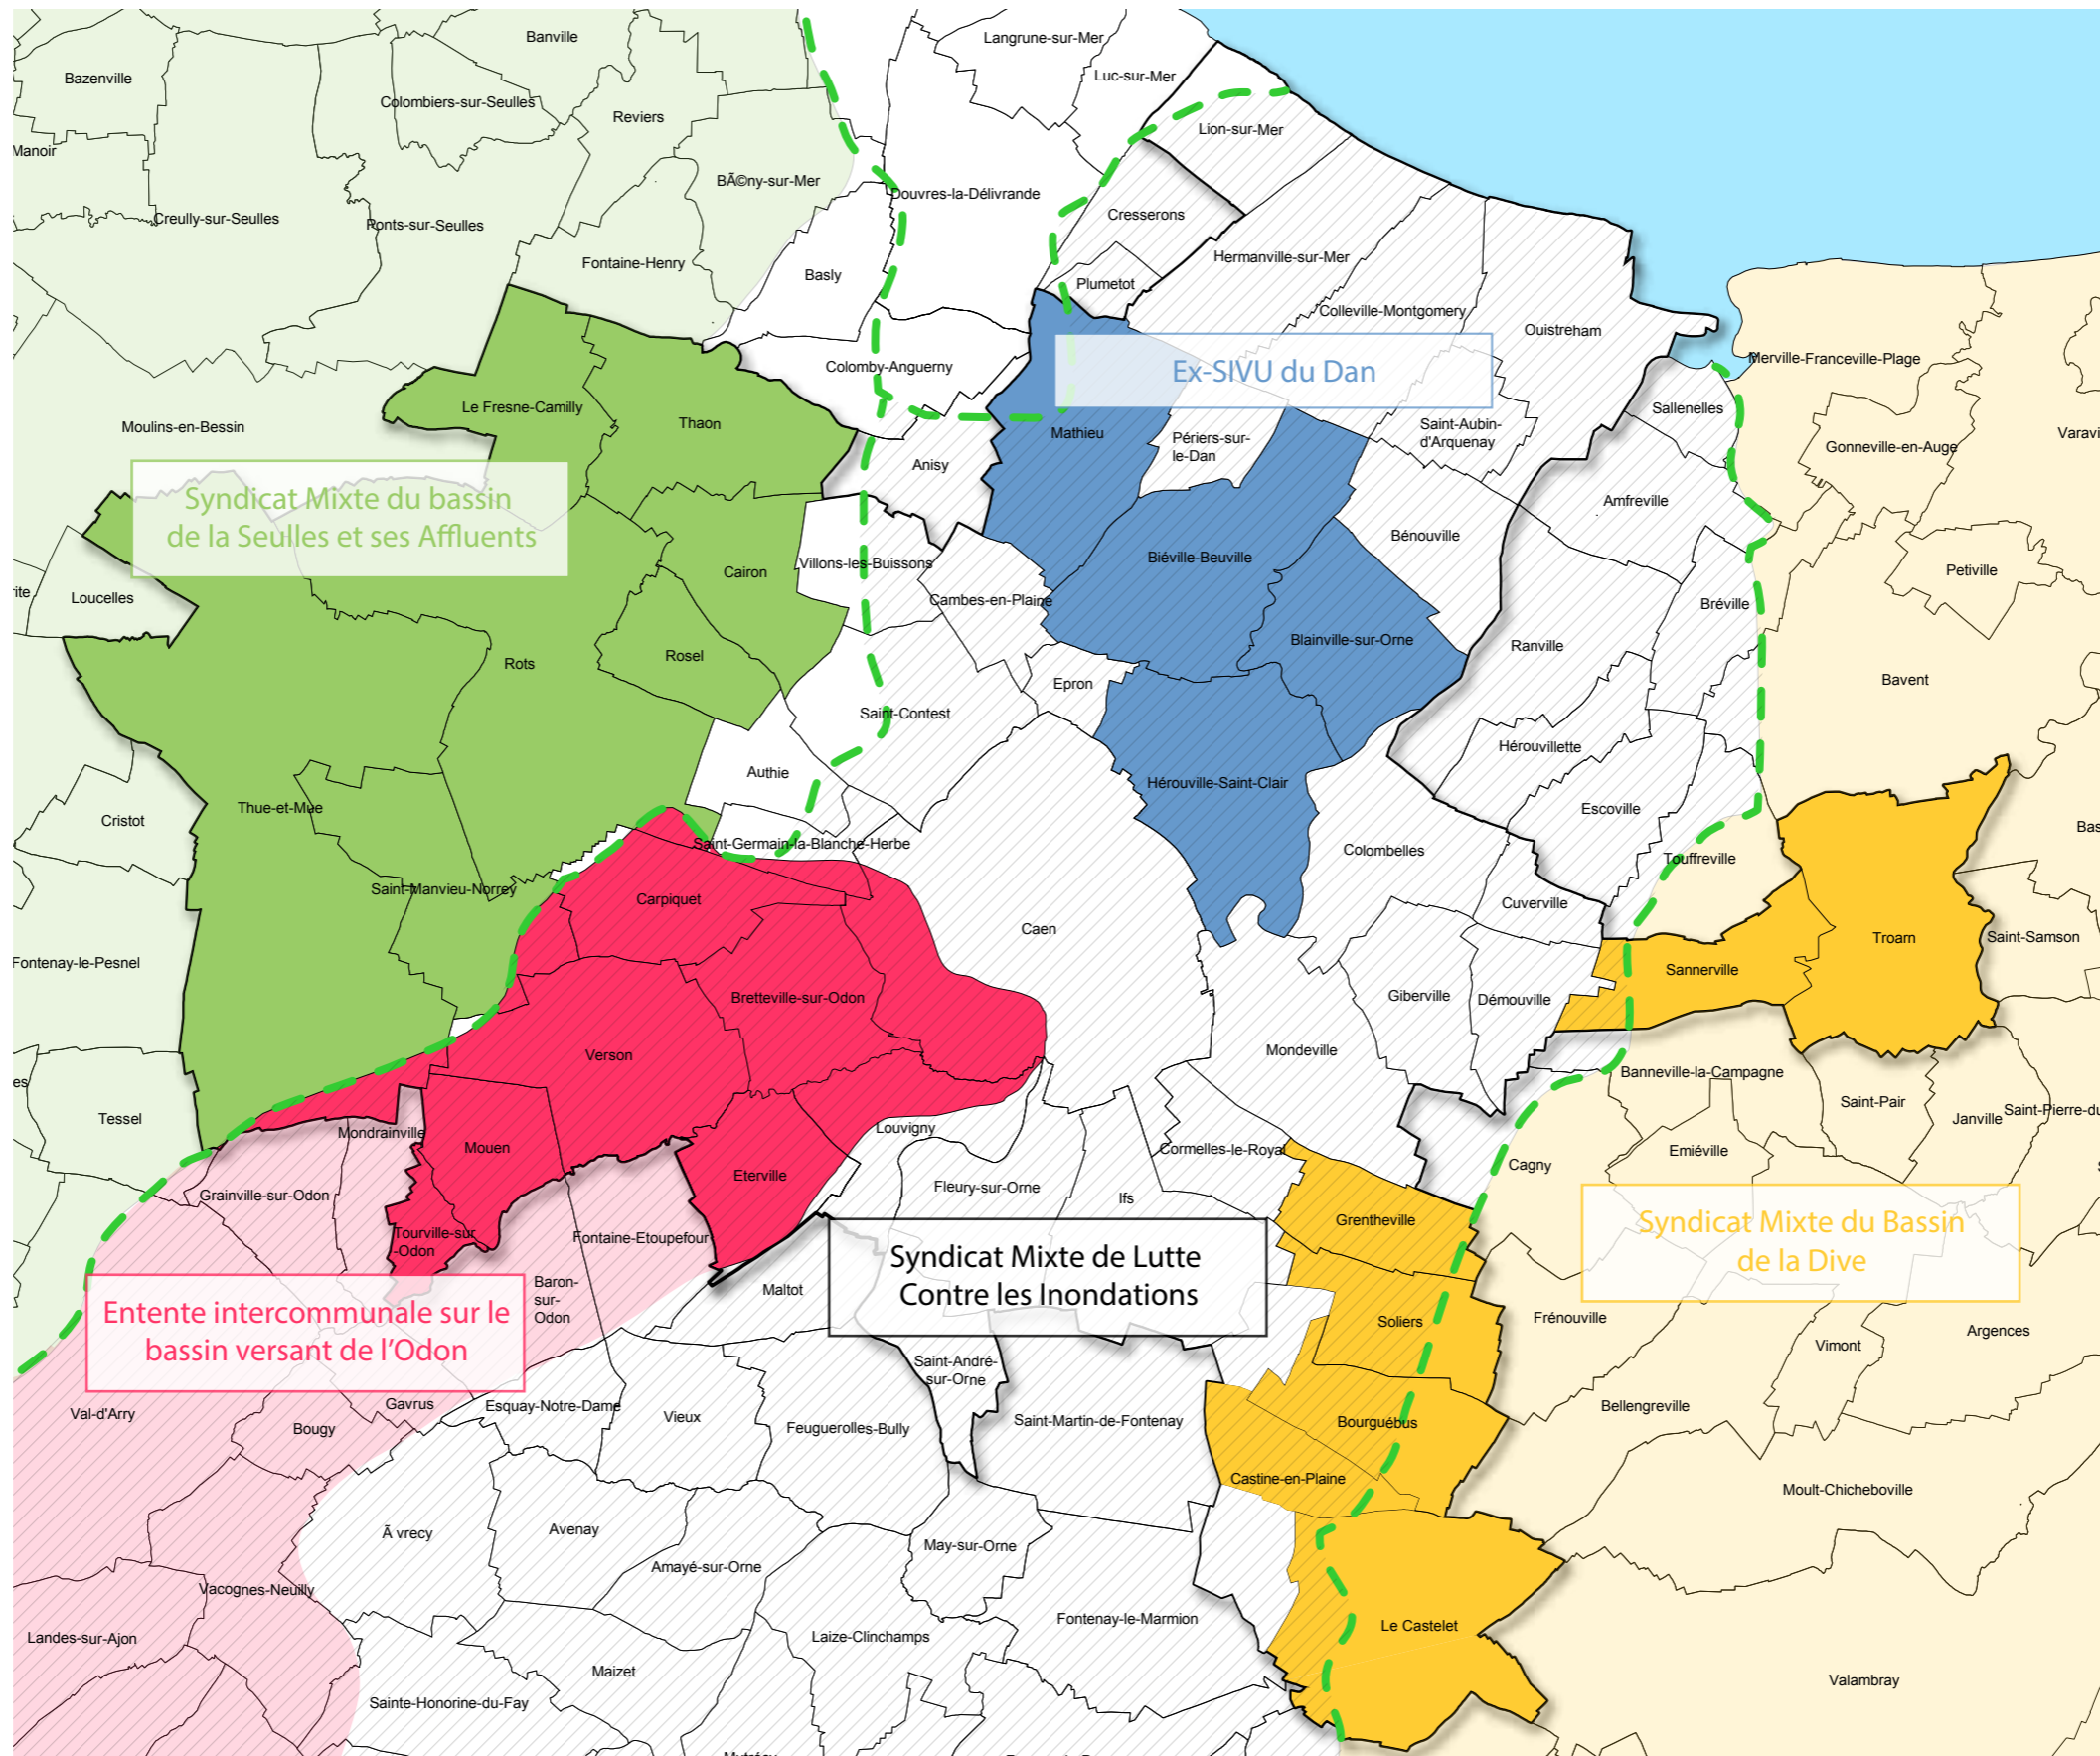 Banville
Langrune-sur-Mer
Bazenville
Luc-sur-Mer
Colombiers-sur-Seulles
Reviers
Lion-sur-Mer
Manoir
BÃ©ny-sur-Mer
Douvres-la-Délivrande
Creully-sur-Seulles
Ponts-sur-Seulles
Cresserons
Fontaine-Henry
Basly
Hermanville-sur-Mer
Plumetot
Colleville-Montgomery
Ouistreham
Merville-Franceville-Plage
Colomby-Anguerny
Ex-SIVU du Dan
Le Fresne-Camilly
Thaon
Moulins-en-Bessin
Mathieu
Périers-sur-
le-Dan
Saint-Aubin-
d'Arquenay
Sallenelles
Gonneville-en-Auge
Varavi
Anisy
Syndicat Mixte du bassin
de la Seulles et ses Affluents
Amfreville
Bénouville
Villons-les-Buissons
Biéville-Beuville
Cairon
Petiville
rite
Loucelles
Cambes-en-Plaine
Bréville
Blainville-sur-Orne
Ranville
Rots
Rosel
Epron
Bavent
Saint-Contest
Hérouvillette
Authie
Hérouville-Saint-Clair
Thue-et-Mue
Escoville
Cristot
Bas
Saint-Germain-la-Blanche-Herbe
Colombelles
Touffreville
Saint-Manvieu-Norrey
Carpiquet
Cuverville
Caen
Troarn
Saint-Samson
Fontenay-le-Pesnel
Sannerville
Bretteville-sur-Odon
Giberville
Démouville
Verson
Mondeville
es
Banneville-la-Campagne
Saint-Pair
Tessel
Janville
Saint-Pierre-du
Mondrainville
Louvigny
Mouen
Cormelles-le-Royal
Emiéville
Cagny
Eterville
Grainville-sur-Odon
Fleury-sur-Orne
Ifs
Grentheville
Syndicat Mixte du Bassin
de la Dive
Tourville-sur
-Odon
Fontaine-Etoupefour
Syndicat Mixte de Lutte
Contre les Inondations
Baron-
sur-
Odon
Maltot
Entente intercommunale sur le
bassin versant de l'Odon
Soliers
Frénouville
Argences
Vimont
Saint-André-
sur-Orne
Gavrus
Esquay-Notre-Dame
Bellengreville
Val-d'Arry
Vieux
Saint-Martin-de-Fontenay
Bourguébus
Bougy
Feuguerolles-Bully
Castine-en-Plaine
Moult-Chicheboville
Ã vrecy
Avenay
May-sur-Orne
Amayé-sur-Orne
Vacognes-Neuilly
Fontenay-le-Marmion
Le Castelet
Landes-sur-Ajon
Laize-Clinchamps
Maizet
Valambray
Sainte-Honorine-du-Fay